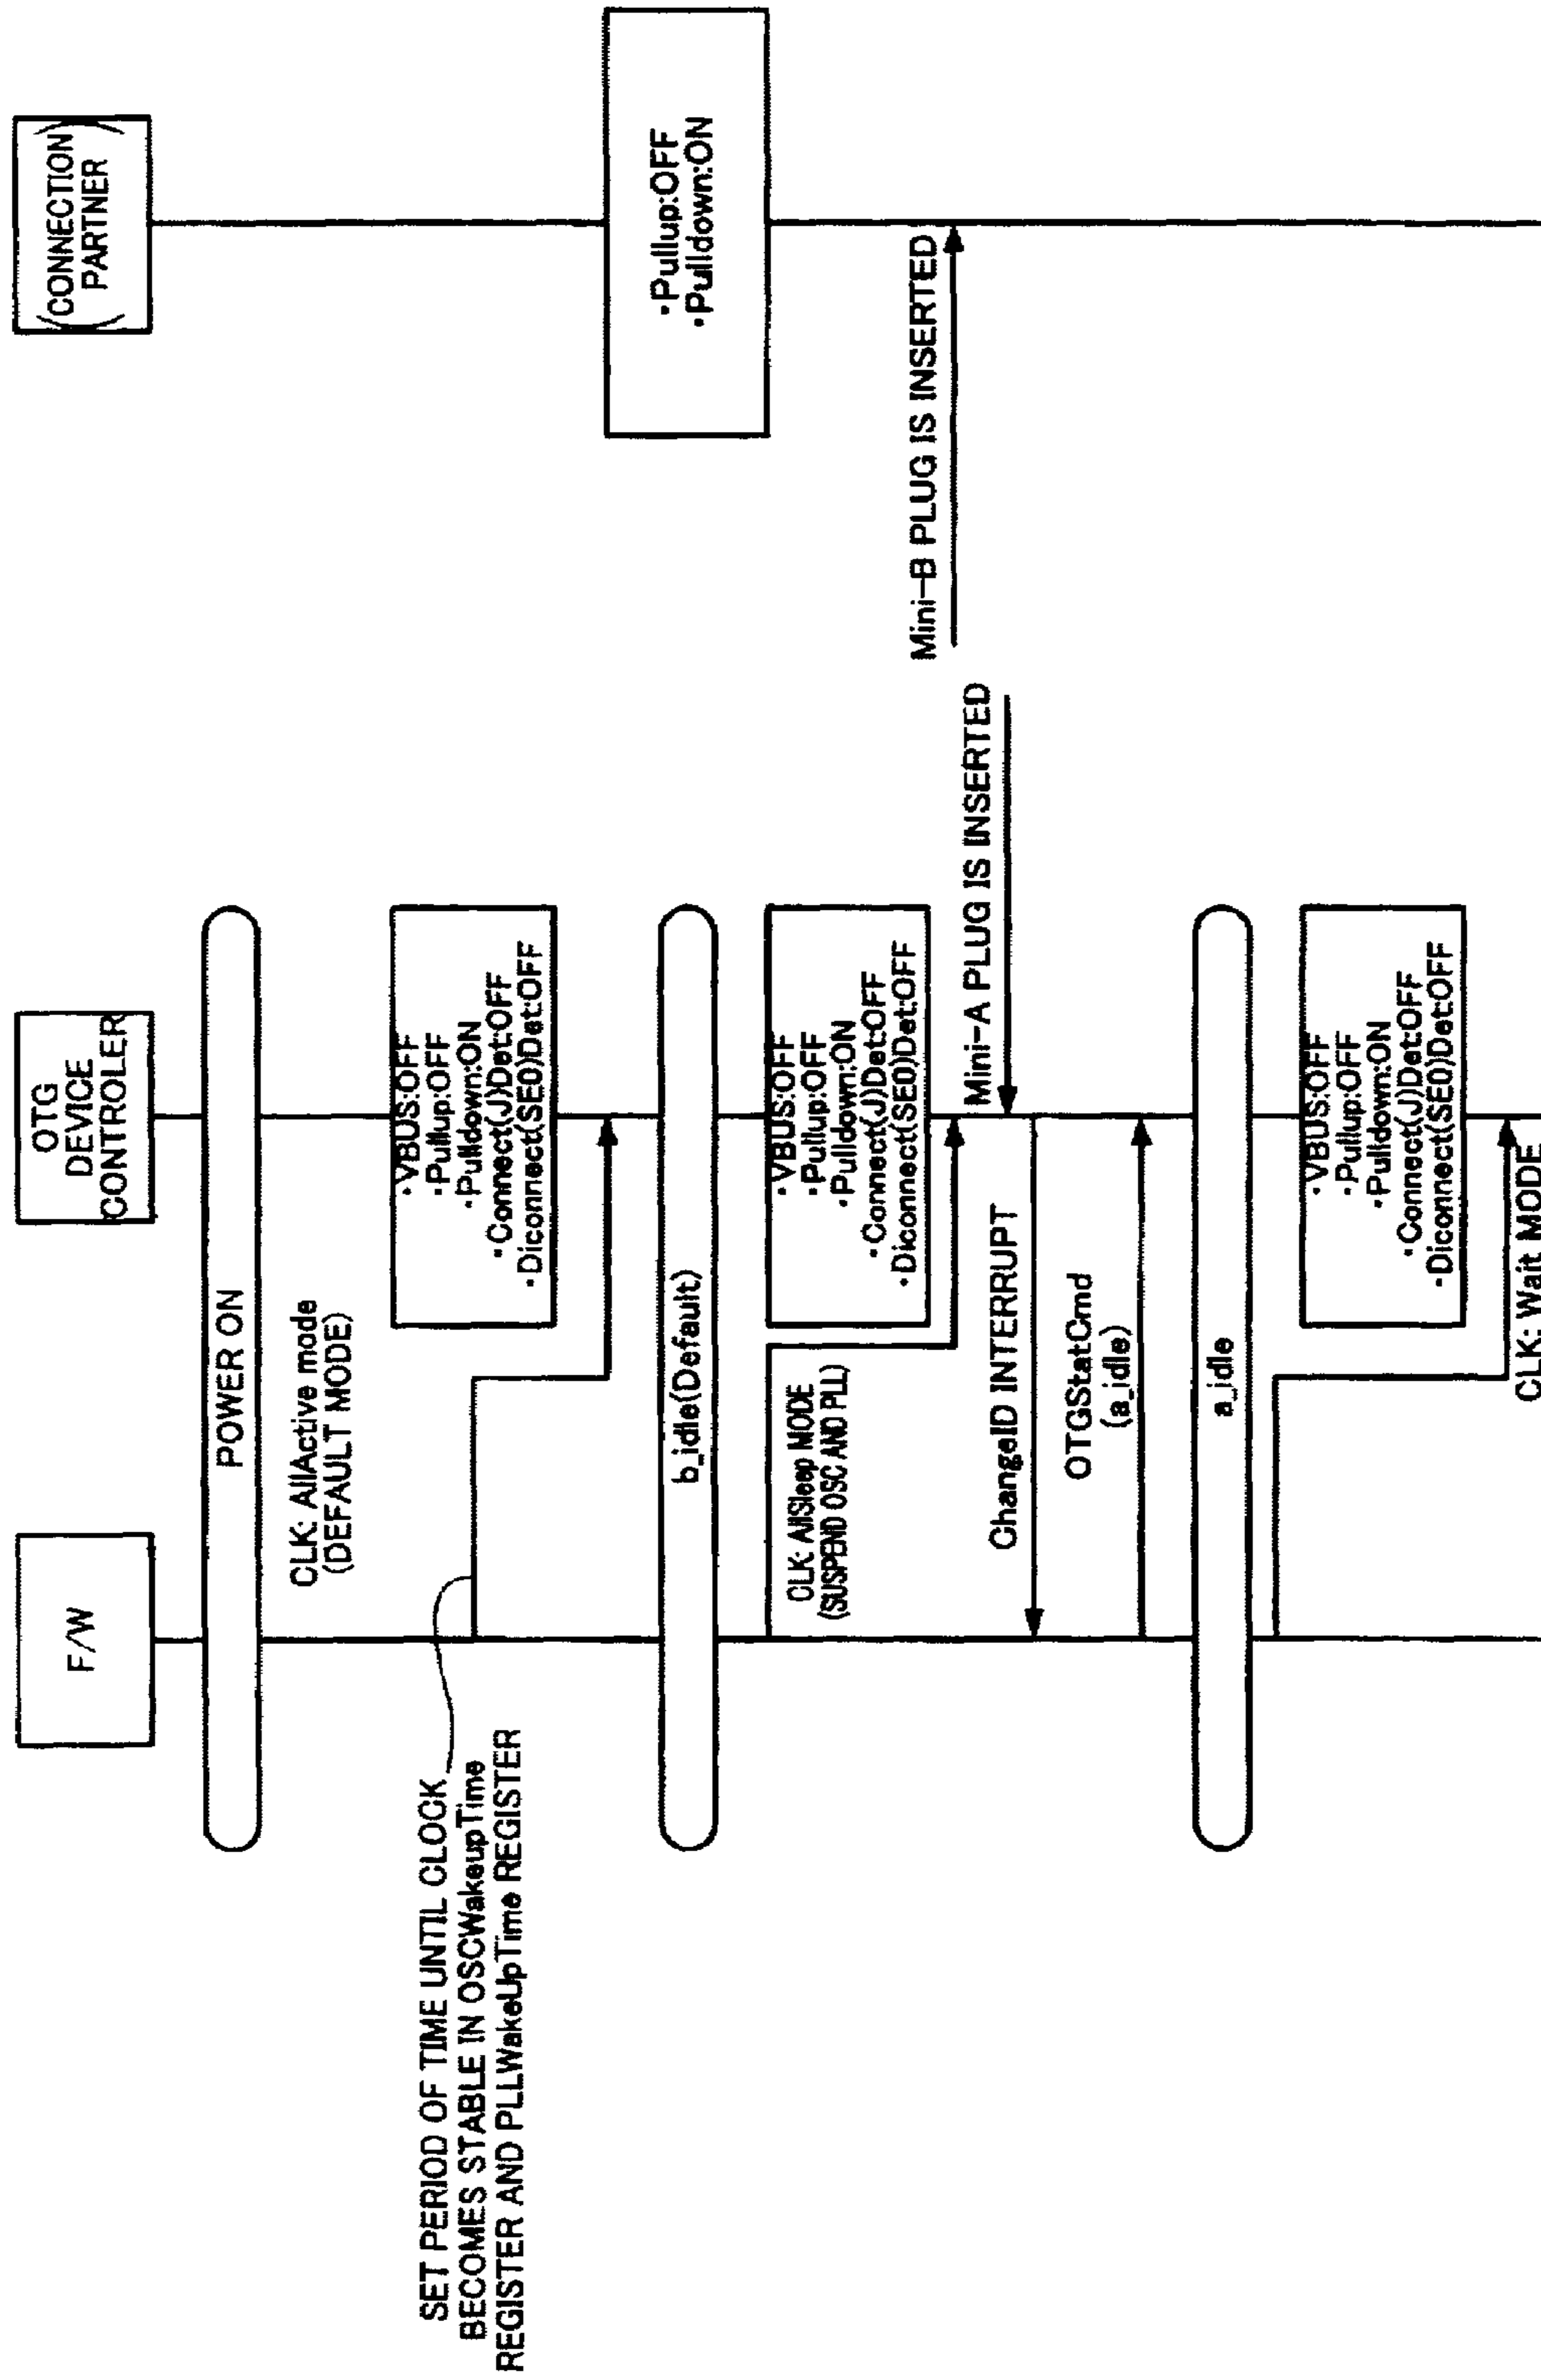 F/W
OTG
DEVICE
CONTROLER
(CONNECTION
PARTNER)
POWER ON
CLK: AllActive mode
(DEFAULT MODE)
SET PERIOD OF TIME UNTIL CLOCK
BECOMES STABLE IN OSCWakeupTime
REGISTER AND PLLWakeUpTime REGISTER
・VBUS:OFF
・Pullup:OFF
・Pulldown:ON
・Connect(J)Det:OFF
・Diconnect(SE0)Det:OFF
・Pullup:OFF
・Pulldown:ON
b_idle(Default)
CLK: AllSleep MODE
(SUSPEND OSC AND PLL)
・VBUS:OFF
・Pullup:OFF
・Pulldown:ON
・Connect(J)Det:OFF
・Diconnect(SE0)Det:OFF
Mini-B PLUG IS INSERTED
Mini-A PLUG IS INSERTED
ChangeID INTERRUPT
OTGStatCmd
(a_idle)
a_idle
・VBUS:OFF
・Pullup:OFF
・Pulldown:ON
・Connect(J)Det:OFF
・Diconnect(SE0)Det:OFF
CLK: Wait MODE